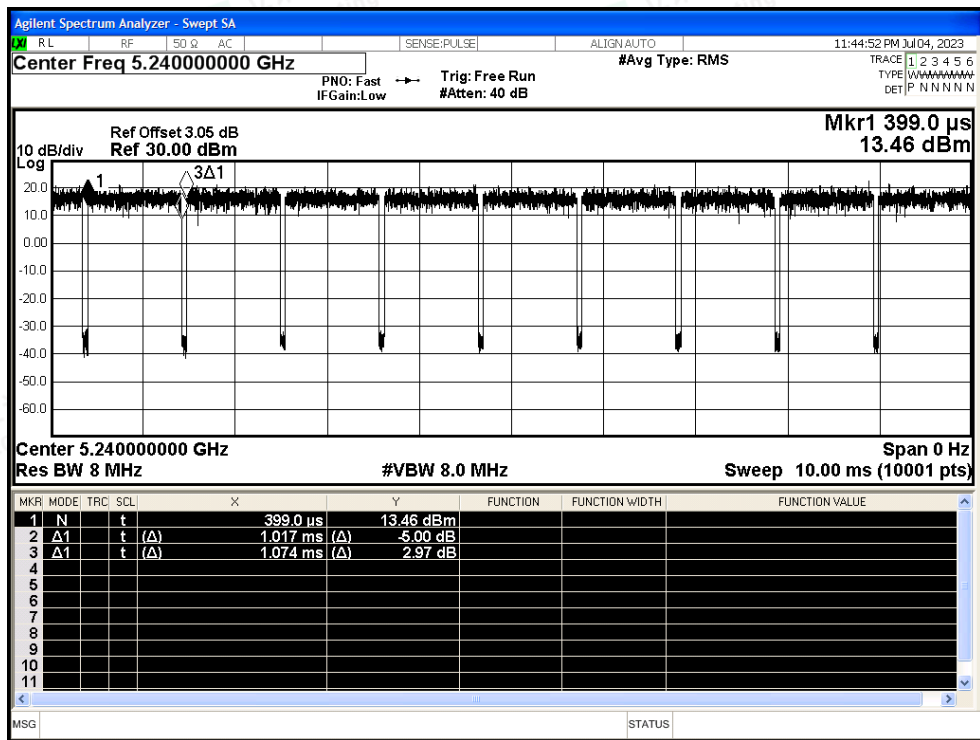 Agilent Spectrum Analyzer - Swept SA
LXI RL RF 50 Ω AC SENSE:PULSE ALIGN AUTO 11:44:52 PM Jul 04, 2023
Center Freq 5.240000000 GHz #Avg Type: RMS TRACE 1 2 3 4 5 6
PNO: Fast Trig: Free Run TYPE W
IFGain:Low #Atten: 40 dB DET P N N N N N
Mkr1 399.0 µs
Ref Offset 3.05 dB
10 dB/div Ref 30.00 dBm 13.46 dBm
Log
1 3Δ1
20.0
10.0
0.00
-10.0
-20.0
-30.0
-40.0
-50.0
-60.0
Center 5.240000000 GHz Span 0 Hz
Res BW 8 MHz #VBW 8.0 MHz Sweep 10.00 ms (10001 pts)
MKR MODE TRC SCL X Y FUNCTION FUNCTION WIDTH FUNCTION VALUE
1 N t 399.0 µs 13.46 dBm
2 Δ1 t (Δ) 1.017 ms (Δ) -5.00 dB
3 Δ1 t (Δ) 1.074 ms (Δ) 2.97 dB
4
5
6
7
8
9
10
11
MSG STATUS